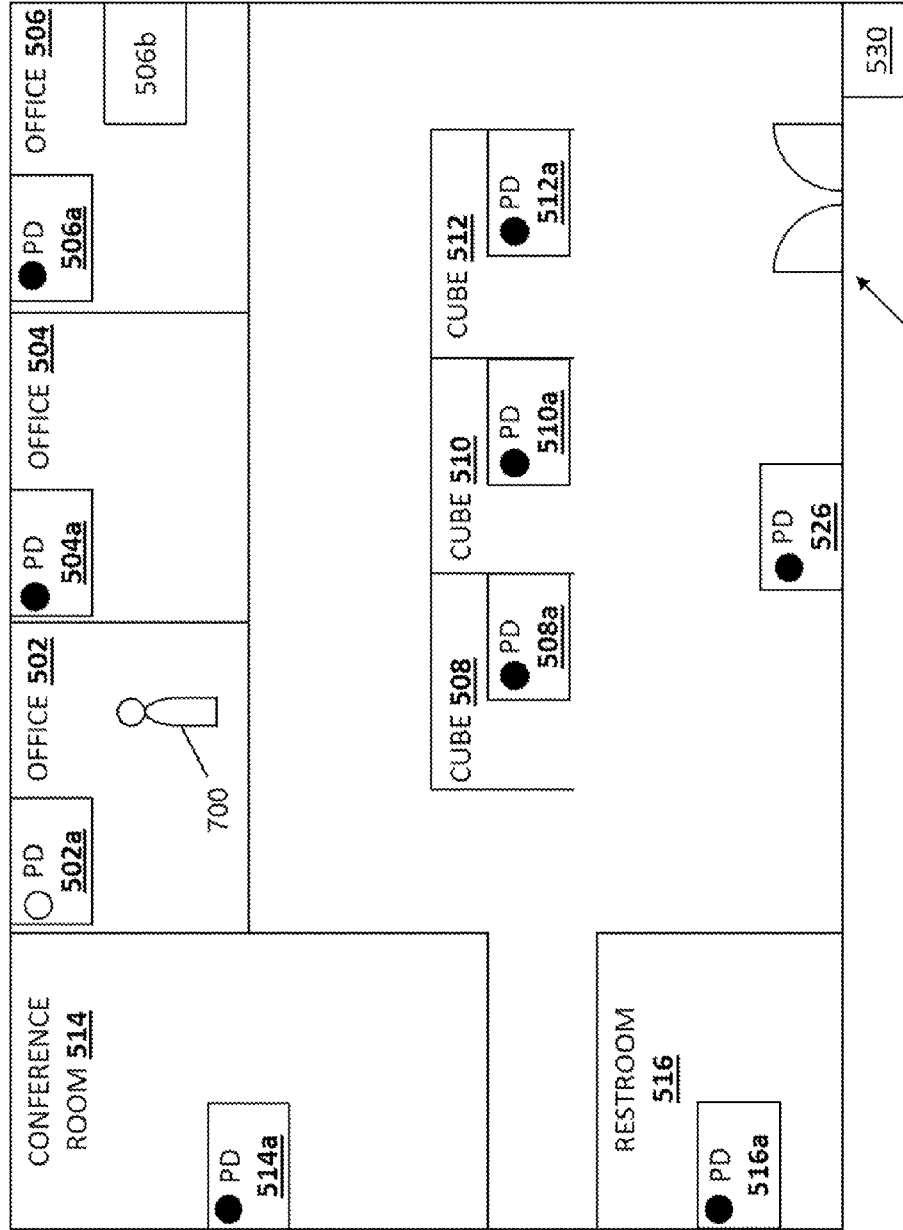 CONFERENCE
ROOM 514
PD
514a
PD
502a
OFFICE 502
700
PD
504a
OFFICE 504
PD
506a
OFFICE 506
506b
CUBE 508
PD
508a
CUBE 510
PD
510a
CUBE 512
PD
512a
RESTROOM
516
PD
516a
PD
526
530